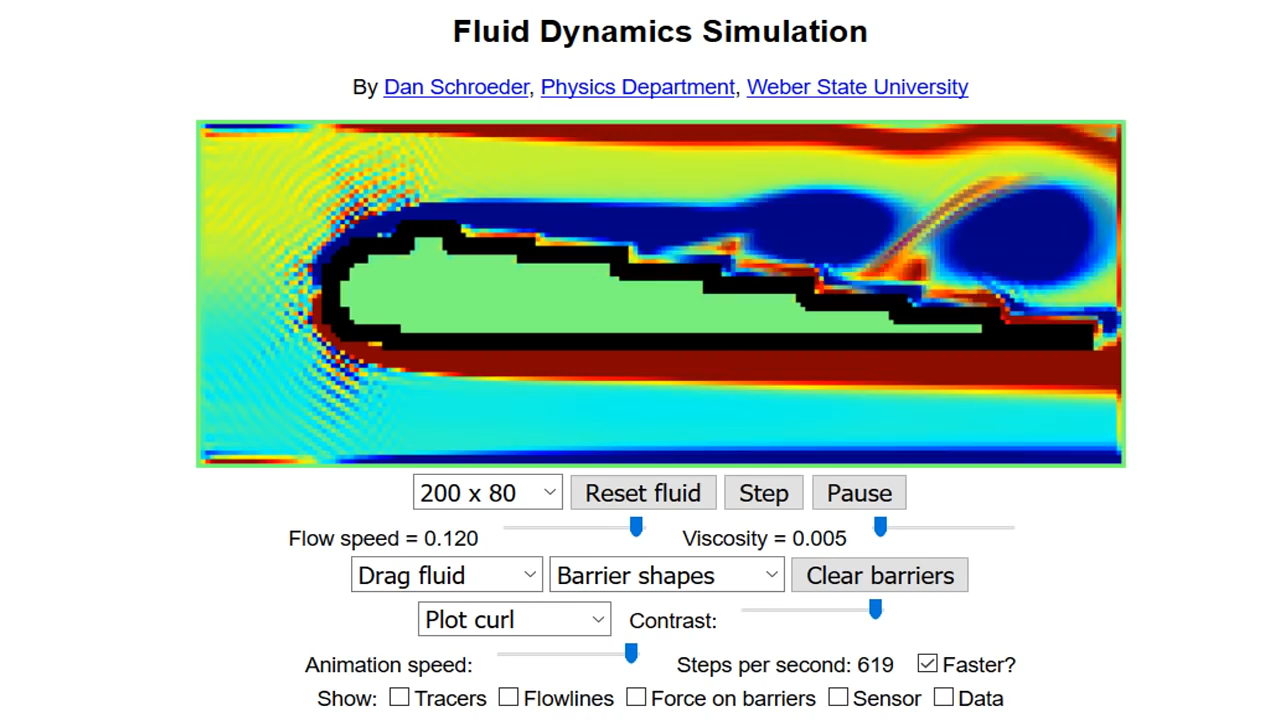 Fluid Dynamics Simulation
By Dan Schroeder, Physics Department, Weber State University
200 x 80 Reset fluid Step Pause
Flow speed = 0.120 Viscosity = 0.005
Drag fluid Barrier shapes Clear barriers
Plot curl Contrast:
Animation speed: Steps per second: 619 Faster?
Show: Tracers Flowlines Force on barriers Sensor Data